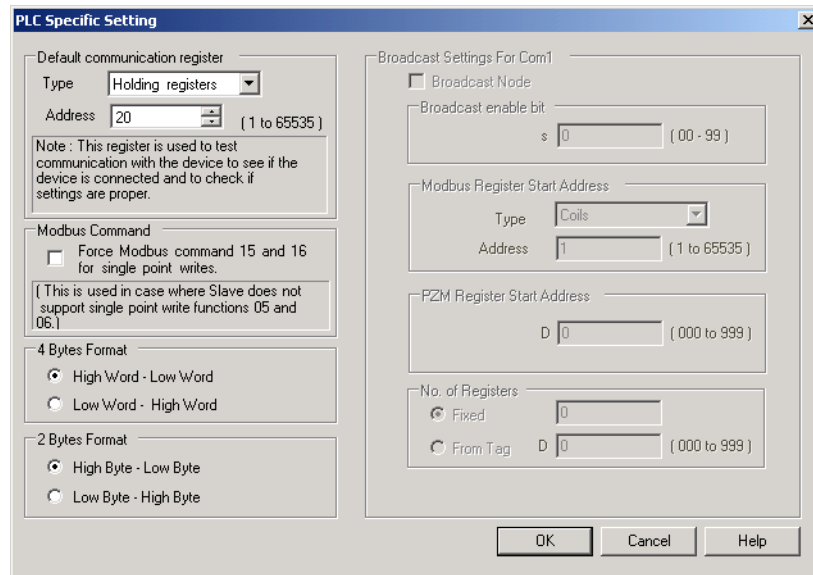 PLC Specific Setting
Default communication register
Type Holding registers
Address 20 ( 1 to 65535 )
Note : This register is used to test
communication with the device to see if the
device is connected and to check if
settings are proper.
Modbus Command
Force Modbus command 15 and 16
for single point writes.
( This is used in case where Slave does not
support single point write functions 05 and
06.)
4 Bytes Format
High Word - Low Word
Low Word - High Word
2 Bytes Format
High Byte - Low Byte
Low Byte - High Byte
Broadcast Settings For Com1
Broadcast Node
Broadcast enable bit
s 0 ( 00 - 99 )
Modbus Register Start Address
Type Coils
Address 1 ( 1 to 65535 )
PZM Register Start Address
D 0 ( 000 to 999 )
No. of Registers
Fixed 0
From Tag D 0 ( 000 to 999 )
OK Cancel Help